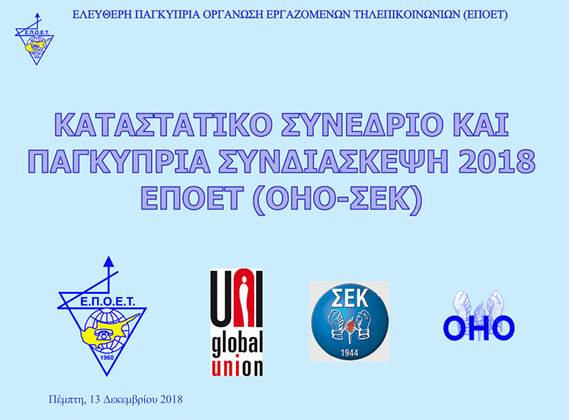 ΕΛΕΥΘΕΡΗ ΠΑΓΚΥΠΡΙΑ ΟΡΓΑΝΩΣΗ ΕΡΓΑΖΟΜΕΝΩΝ ΤΗΛΕΠΙΚΟΙΝΩΝΙΩΝ (ΕΠΟΕΤ)
Ε.Π.Ο.Ε.Τ.
ΚΑΤΑΣΤΑΤΙΚΟ ΣΥΝΕΔΡΙΟ ΚΑΙ
ΠΑΓΚΥΠΡΙΑ ΣΥΝΔΙΑΣΚΕΨΗ 2018
ΕΠΟΕΤ (ΟΗΟ-ΣΕΚ)
Ε.Π.Ο.Ε.Τ.
1960
UNI
global
union
ΣΕΚ
1944
ΟΗΟ
Πέμπτη, 13 Δεκεμβρίου 2018